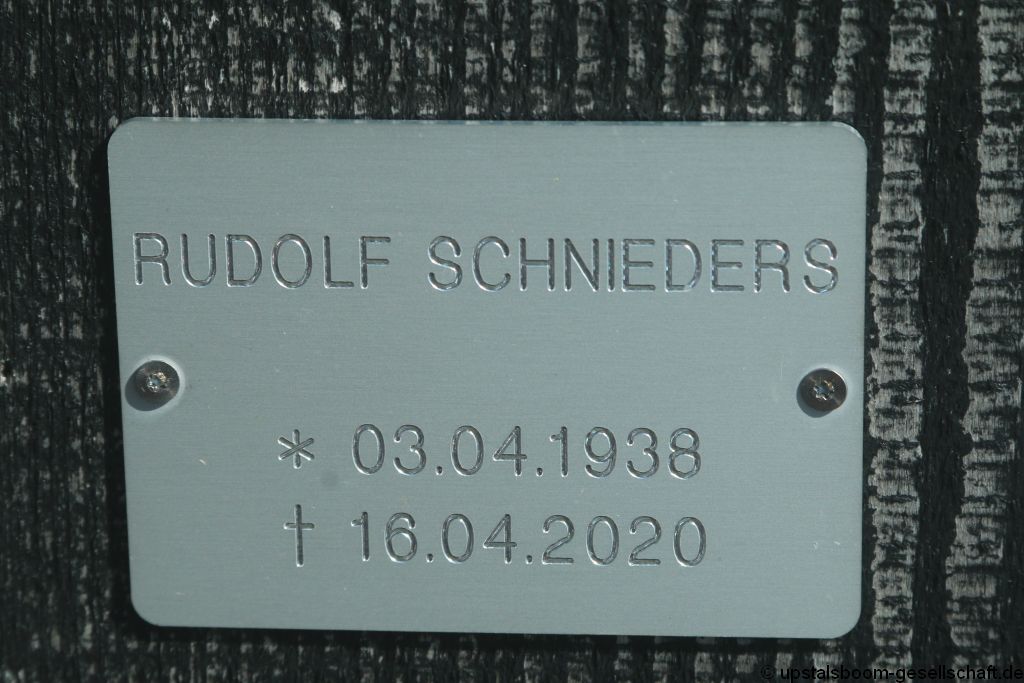 RUDOLF SCHNIEDERS
* 03.04.1938
† 16.04.2020
© upstalsboom-gesellschaft.de